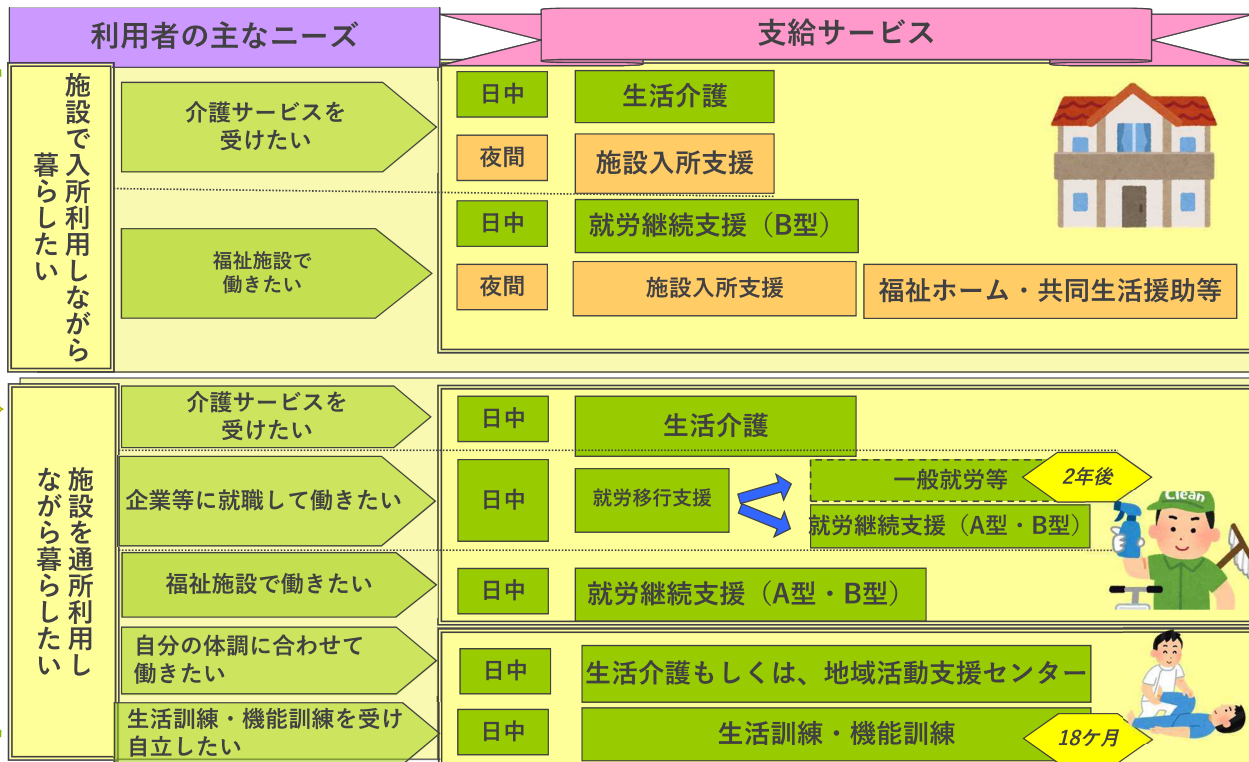 利用者の主なニーズ
支給サービス
施設で入所利用しながら
暮らしたい
介護サービスを
受けたい
日中
生活介護
夜間
施設入所支援
福祉施設で
働きたい
日中
就労継続支援（B型）
夜間
施設入所支援
福祉ホーム・共同生活援助等
施設を通所利用し
ながら暮らしたい
介護サービスを
受けたい
日中
生活介護
企業等に就職して働きたい
日中
就労移行支援
一般就労等
2年後
就労継続支援（A型・B型）
Clean
福祉施設で働きたい
日中
就労継続支援（A型・B型）
自分の体調に合わせて
働きたい
日中
生活介護もしくは、地域活動支援センター
生活訓練・機能訓練を受け
自立したい
日中
生活訓練・機能訓練
18ケ月